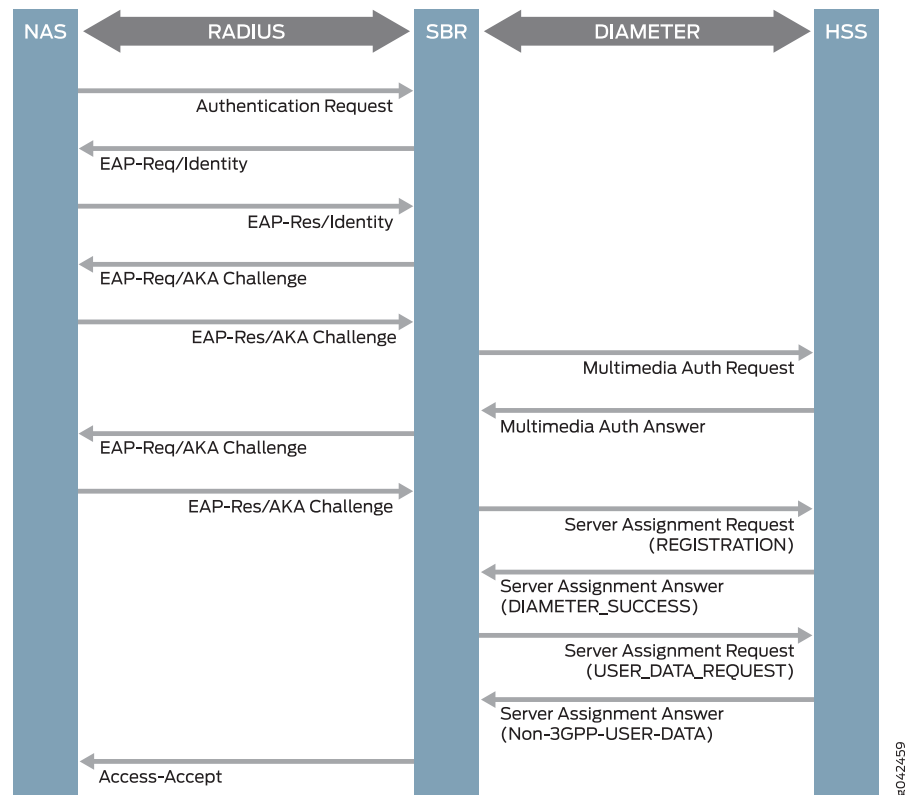 NAS
RADIUS
SBR
DIAMETER
HSS
Authentication Request
EAP-Req/Identity
EAP-Res/Identity
EAP-Req/AKA Challenge
EAP-Res/AKA Challenge
Multimedia Auth Request
Multimedia Auth Answer
EAP-Req/AKA Challenge
EAP-Res/AKA Challenge
Server Assignment Request
(REGISTRATION)
Server Assignment Answer
(DIAMETER_SUCCESS)
Server Assignment Request
(USER_DATA_REQUEST)
Server Assignment Answer
(Non-3GPP-USER-DATA)
Access-Accept
g042459